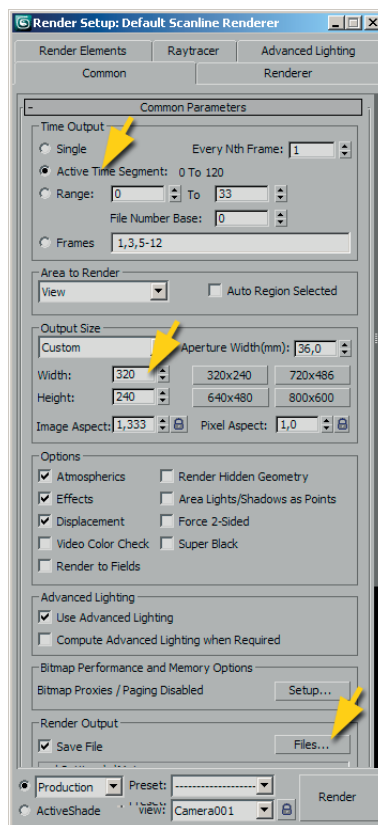 Render Setup: Default Scanline Renderer
Render Elements Raytracer Advanced Lighting
Common Renderer
- Common Parameters
Time Output
Single Every Nth Frame: 1
Active Time Segment: 0 To 120
Range: 0 To 33
File Number Base: 0
Frames 1,3,5-12
Area to Render
View Auto Region Selected
Output Size
Custom Aperture Width(mm): 36,0
Width: 320 320x240 720x486
Height: 240 640x480 800x600
Image Aspect: 1,333 Pixel Aspect: 1,0
Options
Atmospherics Render Hidden Geometry
Effects Area Lights/Shadows as Points
Displacement Force 2-Sided
Video Color Check Super Black
Render to Fields
Advanced Lighting
Use Advanced Lighting
Compute Advanced Lighting when Required
Bitmap Performance and Memory Options
Bitmap Proxies / Paging Disabled Setup...
Render Output
Save File Files...
Production Preset: --------------------
ActiveShade View: Camera001 Render